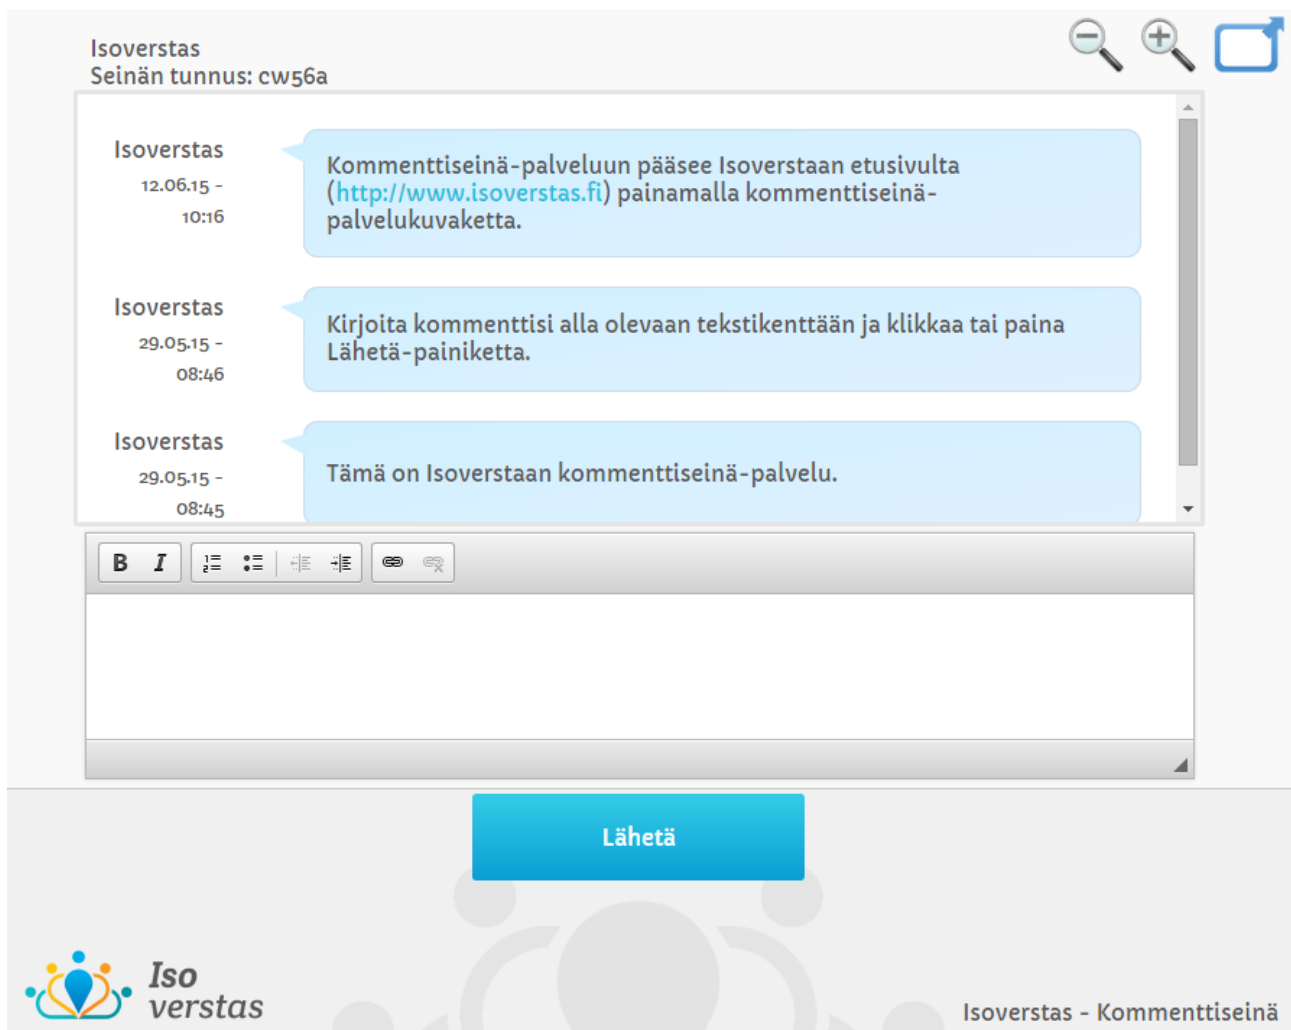 Isoverstas
Seinän tunnus: cw56a
Isoverstas
12.06.15 -
10:16
Kommenttiseinä-palveluun pääsee Isoverstaan etusivulta
(http://www.isoverstas.fi) painamalla kommenttiseinä-
palvelukuvaketta.
Isoverstas
29.05.15 -
08:46
Kirjoita kommenttisi alla olevaan tekstikenttään ja klikkaa tai paina
Lähetä-painiketta.
Isoverstas
29.05.15 -
08:45
Tämä on Isoverstaan kommenttiseinä-palvelu.
B I
Lähetä
Iso
verstas
Isoverstas - Kommenttiseinä